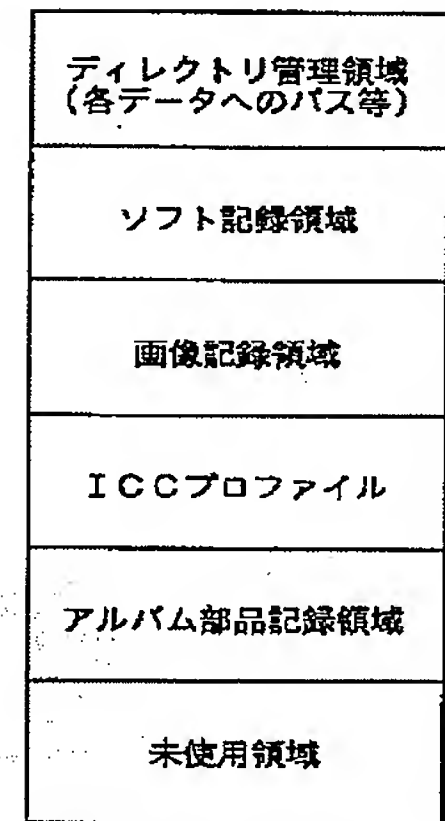 ディレクトリ管理領域
(各データへのパス等)
ソフト記録領域
画像記録領域
ＩＣＣプロファイル
アルバム部品記録領域
未使用領域